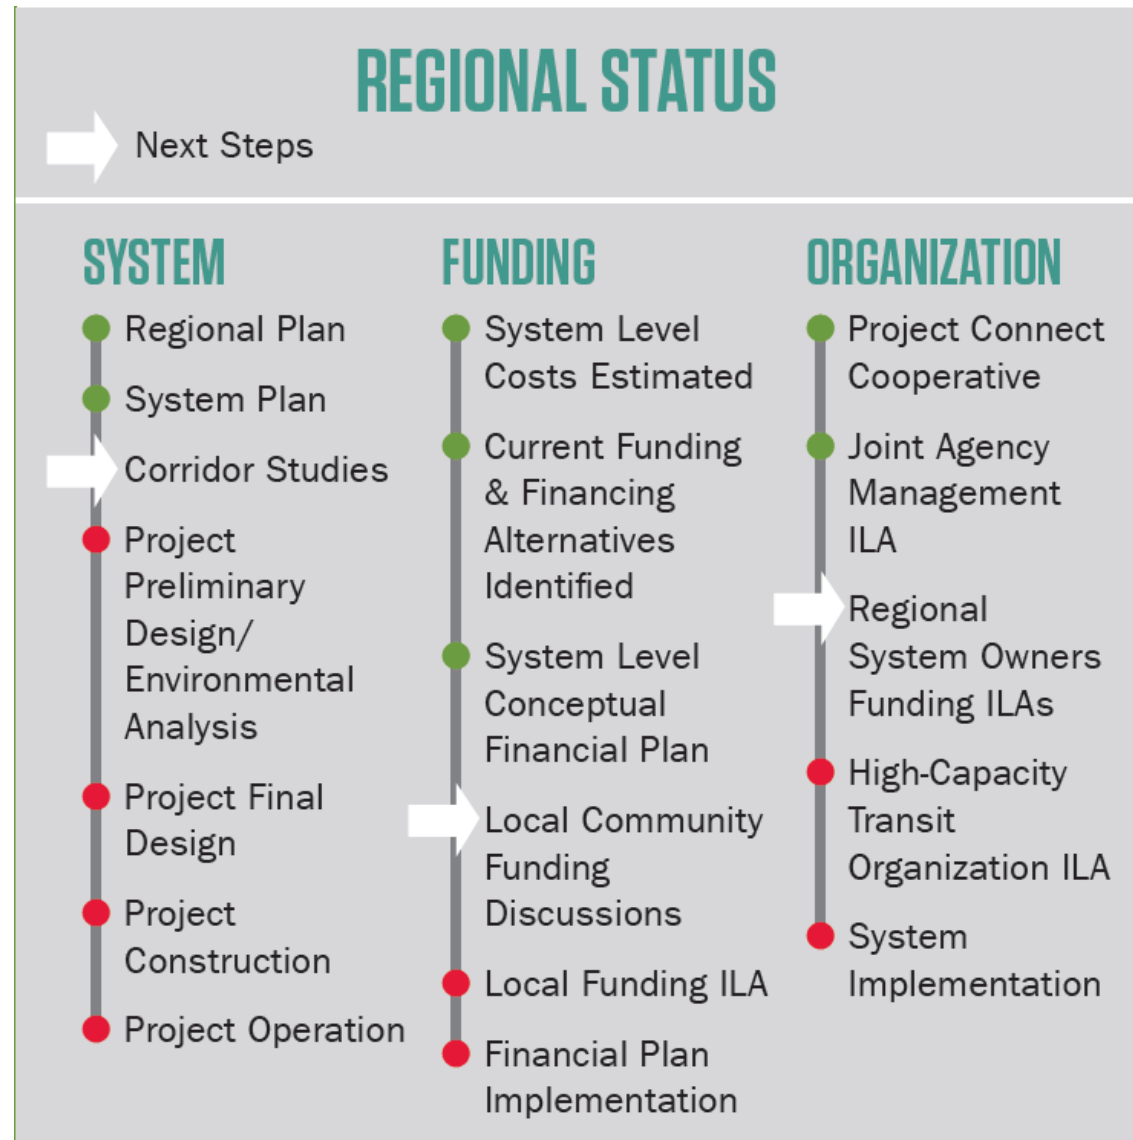 REGIONAL STATUS
Next Steps
SYSTEM
Regional Plan
System Plan
Corridor Studies
Project
Preliminary
Design/
Environmental
Analysis
Project Final
Design
Project
Construction
Project Operation
FUNDING
System Level
Costs Estimated
Current Funding
& Financing
Alternatives
Identified
System Level
Conceptual
Financial Plan
Local Community
Funding
Discussions
Local Funding ILA
Financial Plan
Implementation
ORGANIZATION
Project Connect
Cooperative
Joint Agency
Management
ILA
Regional
System Owners
Funding ILAs
High-Capacity
Transit
Organization ILA
System
Implementation